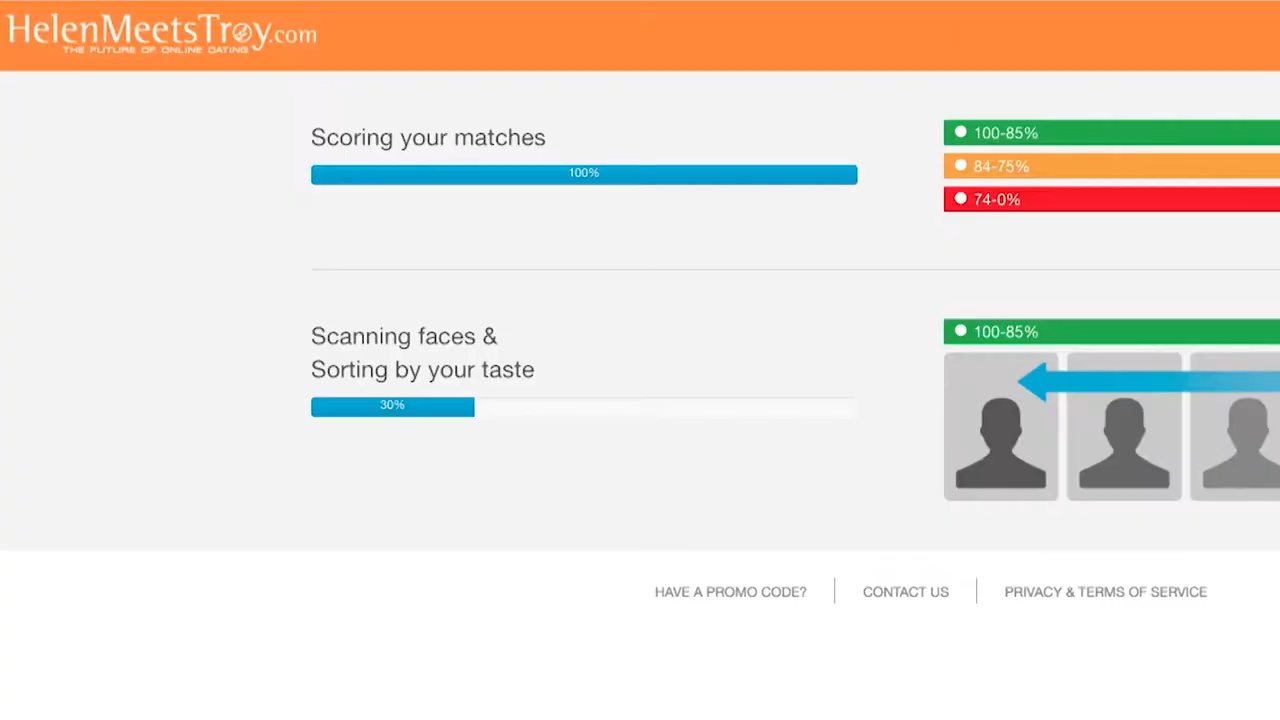 HelenMeetsTroy.com
THE FUTURE OF ONLINE DATING
Scoring your matches
100%
100-85%
84-75%
74-0%
Scanning faces &
Sorting by your taste
30%
100-85%
HAVE A PROMO CODE?
CONTACT US
PRIVACY & TERMS OF SERVICE